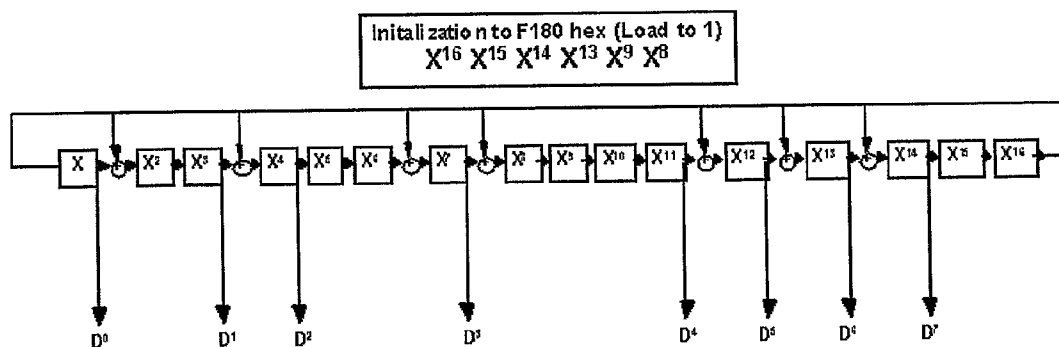 Initalization to F180 hex (Load to 1)
X¹⁶ X¹⁵ X¹⁴ X¹³ X⁹ X⁸
X X² X³ X⁴ X⁵ X⁶ X⁷ X⁸ X⁹ X¹⁰ X¹¹ X¹² X¹³ X¹⁴ X¹⁵ X¹⁶
D⁰ D¹ D² D³ D⁴ D⁵ D⁶ D⁷